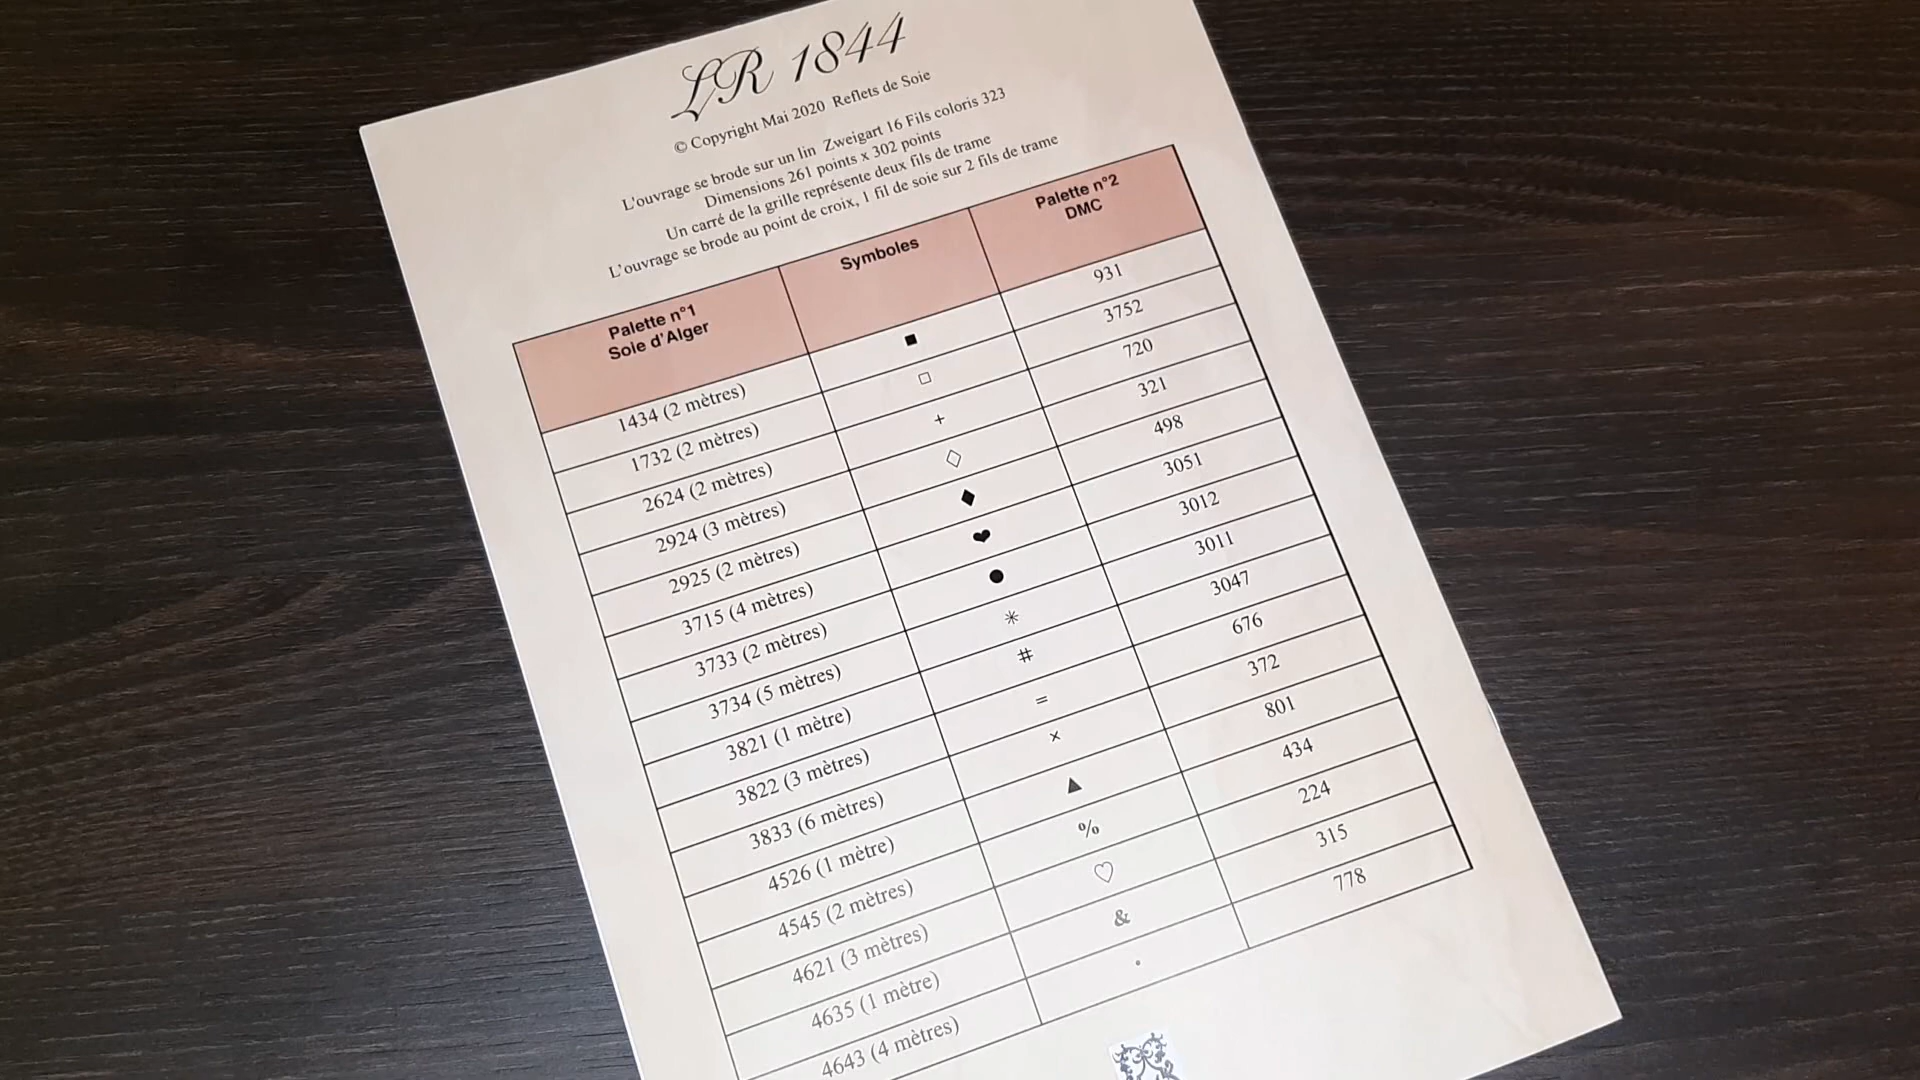 LR 1844
© Copyright Mai 2020 Reflets de Soie
L'ouvrage se brode sur un lin Zweigart 16 Fils coloris 323
Dimensions 261 points x 302 points
Un carré de la grille représente deux fils de trame
L'ouvrage se brode au point de croix, 1 fil de soie sur 2 fils de trame
Palette n°1 Symboles Palette n°2
Soie d'Alger DMC
1434 (2 mètres) ■ 931
1732 (2 mètres) □ 3752
2624 (2 mètres) + 720
2924 (3 mètres) ◇ 321
2925 (2 mètres) ♦ 498
3715 (4 mètres) ❤ 3051
3733 (2 mètres) ● 3012
3734 (5 mètres) ✳ 3011
3821 (1 mètre) # 3047
3822 (3 mètres) = 676
3833 (6 mètres) × 372
4526 (1 mètre) ▲ 801
4545 (2 mètres) % 434
4621 (3 mètres) ♡ 224
4635 (1 mètre) & 315
4643 (4 mètres) • 778